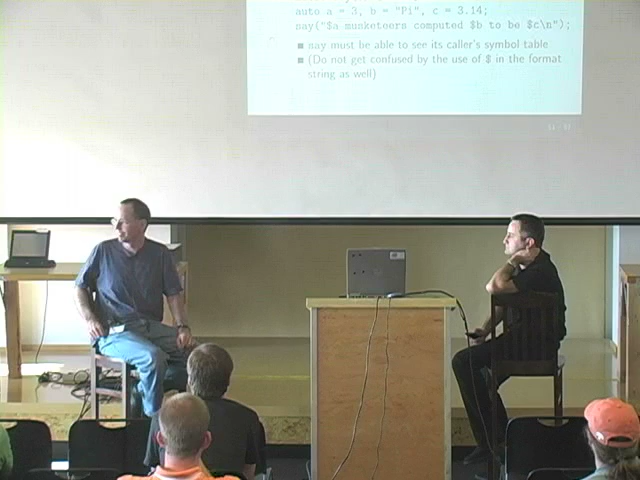 auto a = 3, b = "Pi", c = 3.14;
say("$a musketeers computed $b to be $c\n");
■ say must be able to see its caller's symbol table
■ (Do not get confused by the use of $ in the format
string as well)